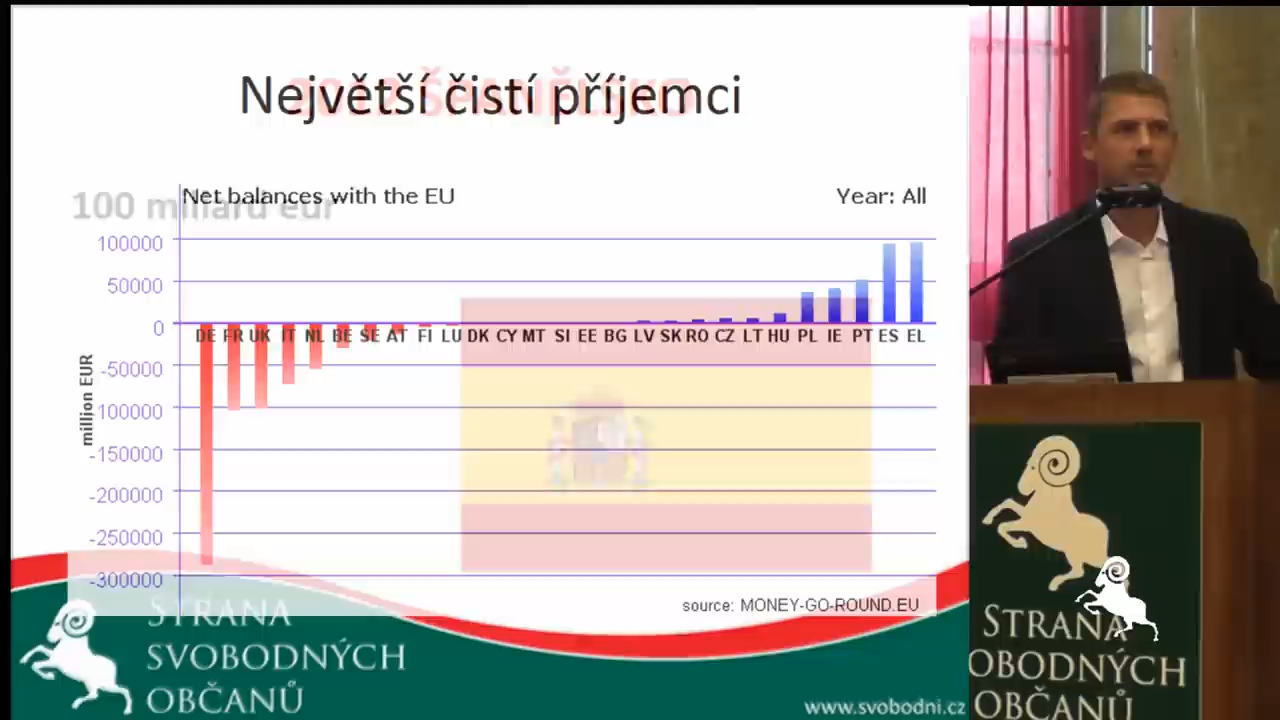 Největší čistí příjemci
100 miliard eur
Net balances with the EU
Year: All
100000
50000
0
-50000
-100000
-150000
-200000
-250000
-300000
million EUR
DE FR UK IT NL BE SE AT FI LU DK CY MT SI EE BG LV SK RO CZ LT HU PL IE PT ES EL
source: MONEY-GO-ROUND.EU
STRANA
SVOBODNÝCH
OBČANŮ
www.svobodni.cz
STRANA
OBODNÝCH
OBČANŮ